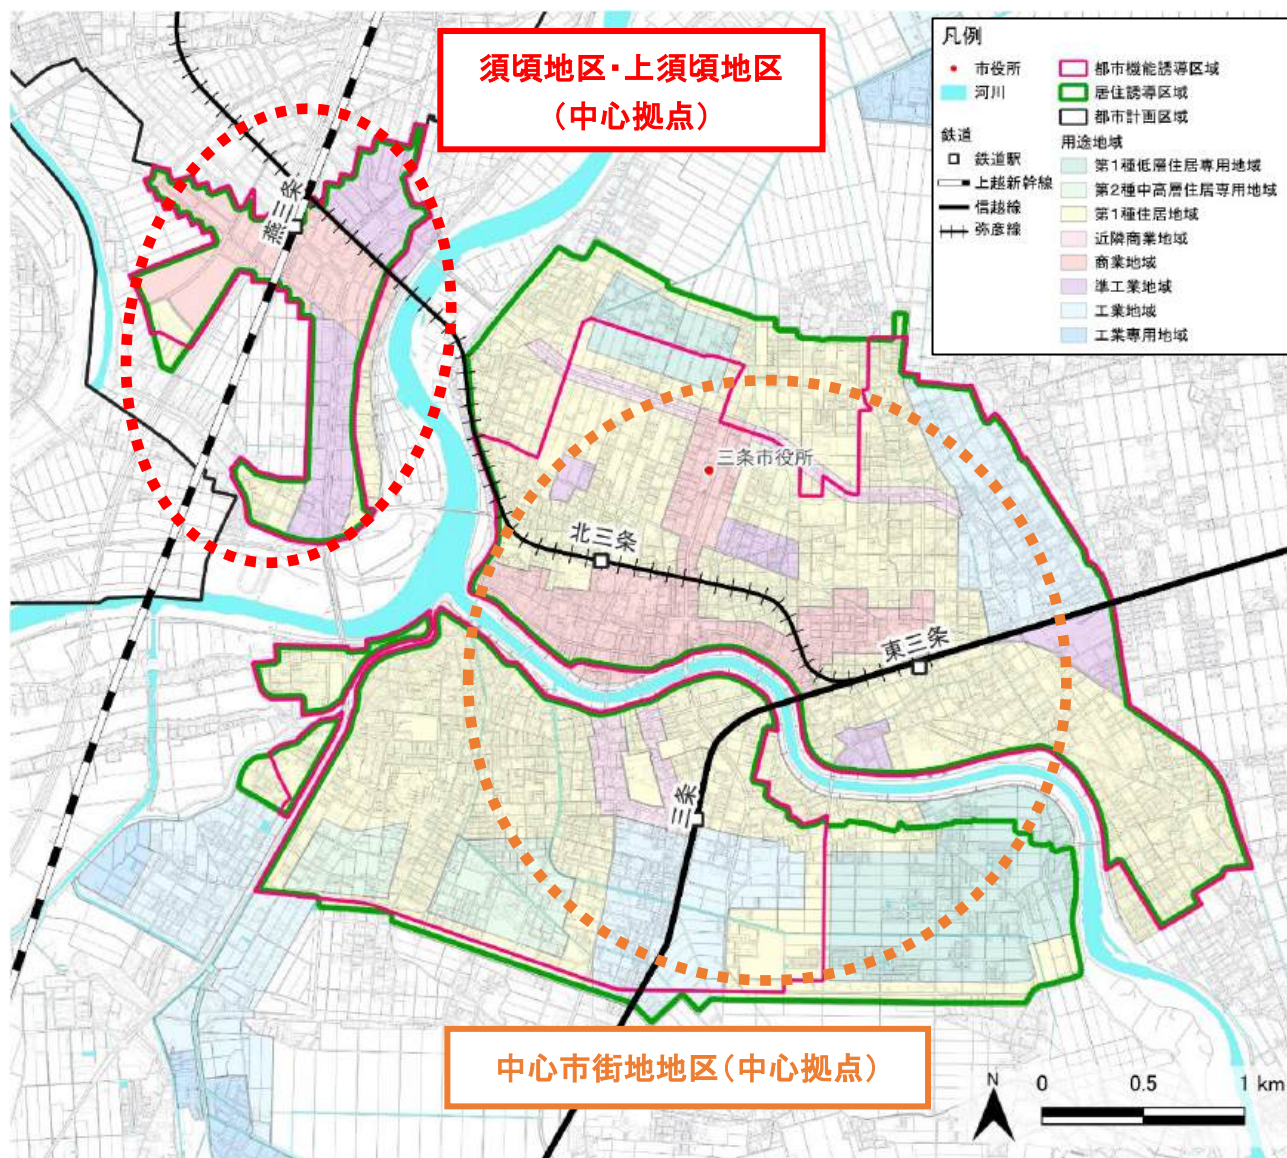 須頃地区・上須頃地区
(中心拠点)
凡例
市役所
河川
鉄道
鉄道駅
上越新幹線
信越線
弥彦線
都市機能誘導区域
居住誘導区域
都市計画区域
用途地域
第1種低層住居専用地域
第2種中高層住居専用地域
第1種住居地域
近隣商業地域
商業地域
準工業地域
工業地域
工業専用地域
燕三条
三条市役所
北三条
東三条
三条
中心市街地地区(中心拠点)
N
0 0.5 1 km